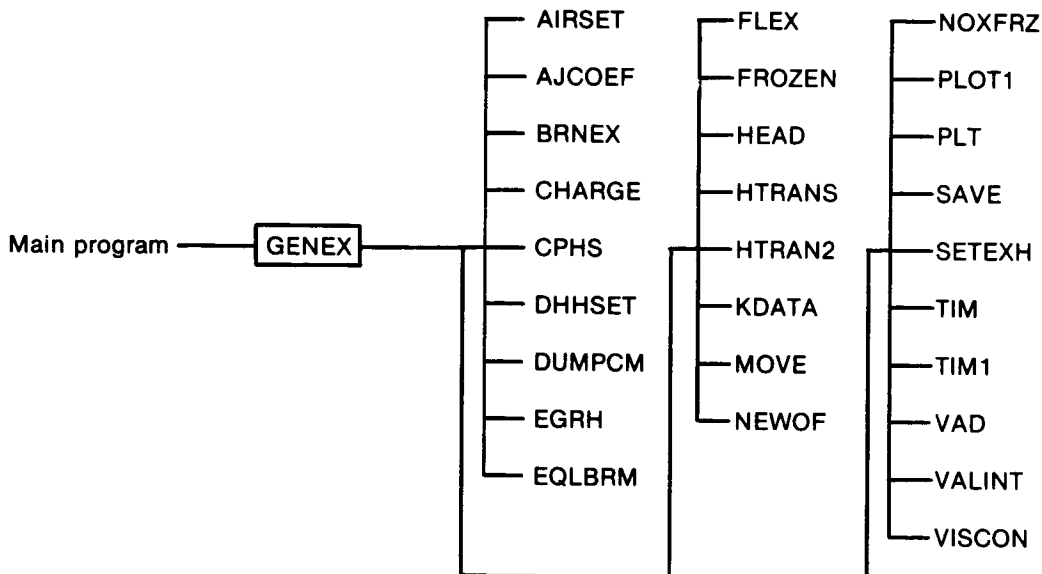 Main program
GENEX
AIRSET
AJCOEF
BRNEX
CHARGE
CPHS
DHHSET
DUMPCM
EGRH
EQLBRM
FLEX
FROZEN
HEAD
HTRANS
HTRAN2
KDATA
MOVE
NEWOF
NOXFRZ
PLOT1
PLT
SAVE
SETEXH
TIM
TIM1
VAD
VALINT
VISCON